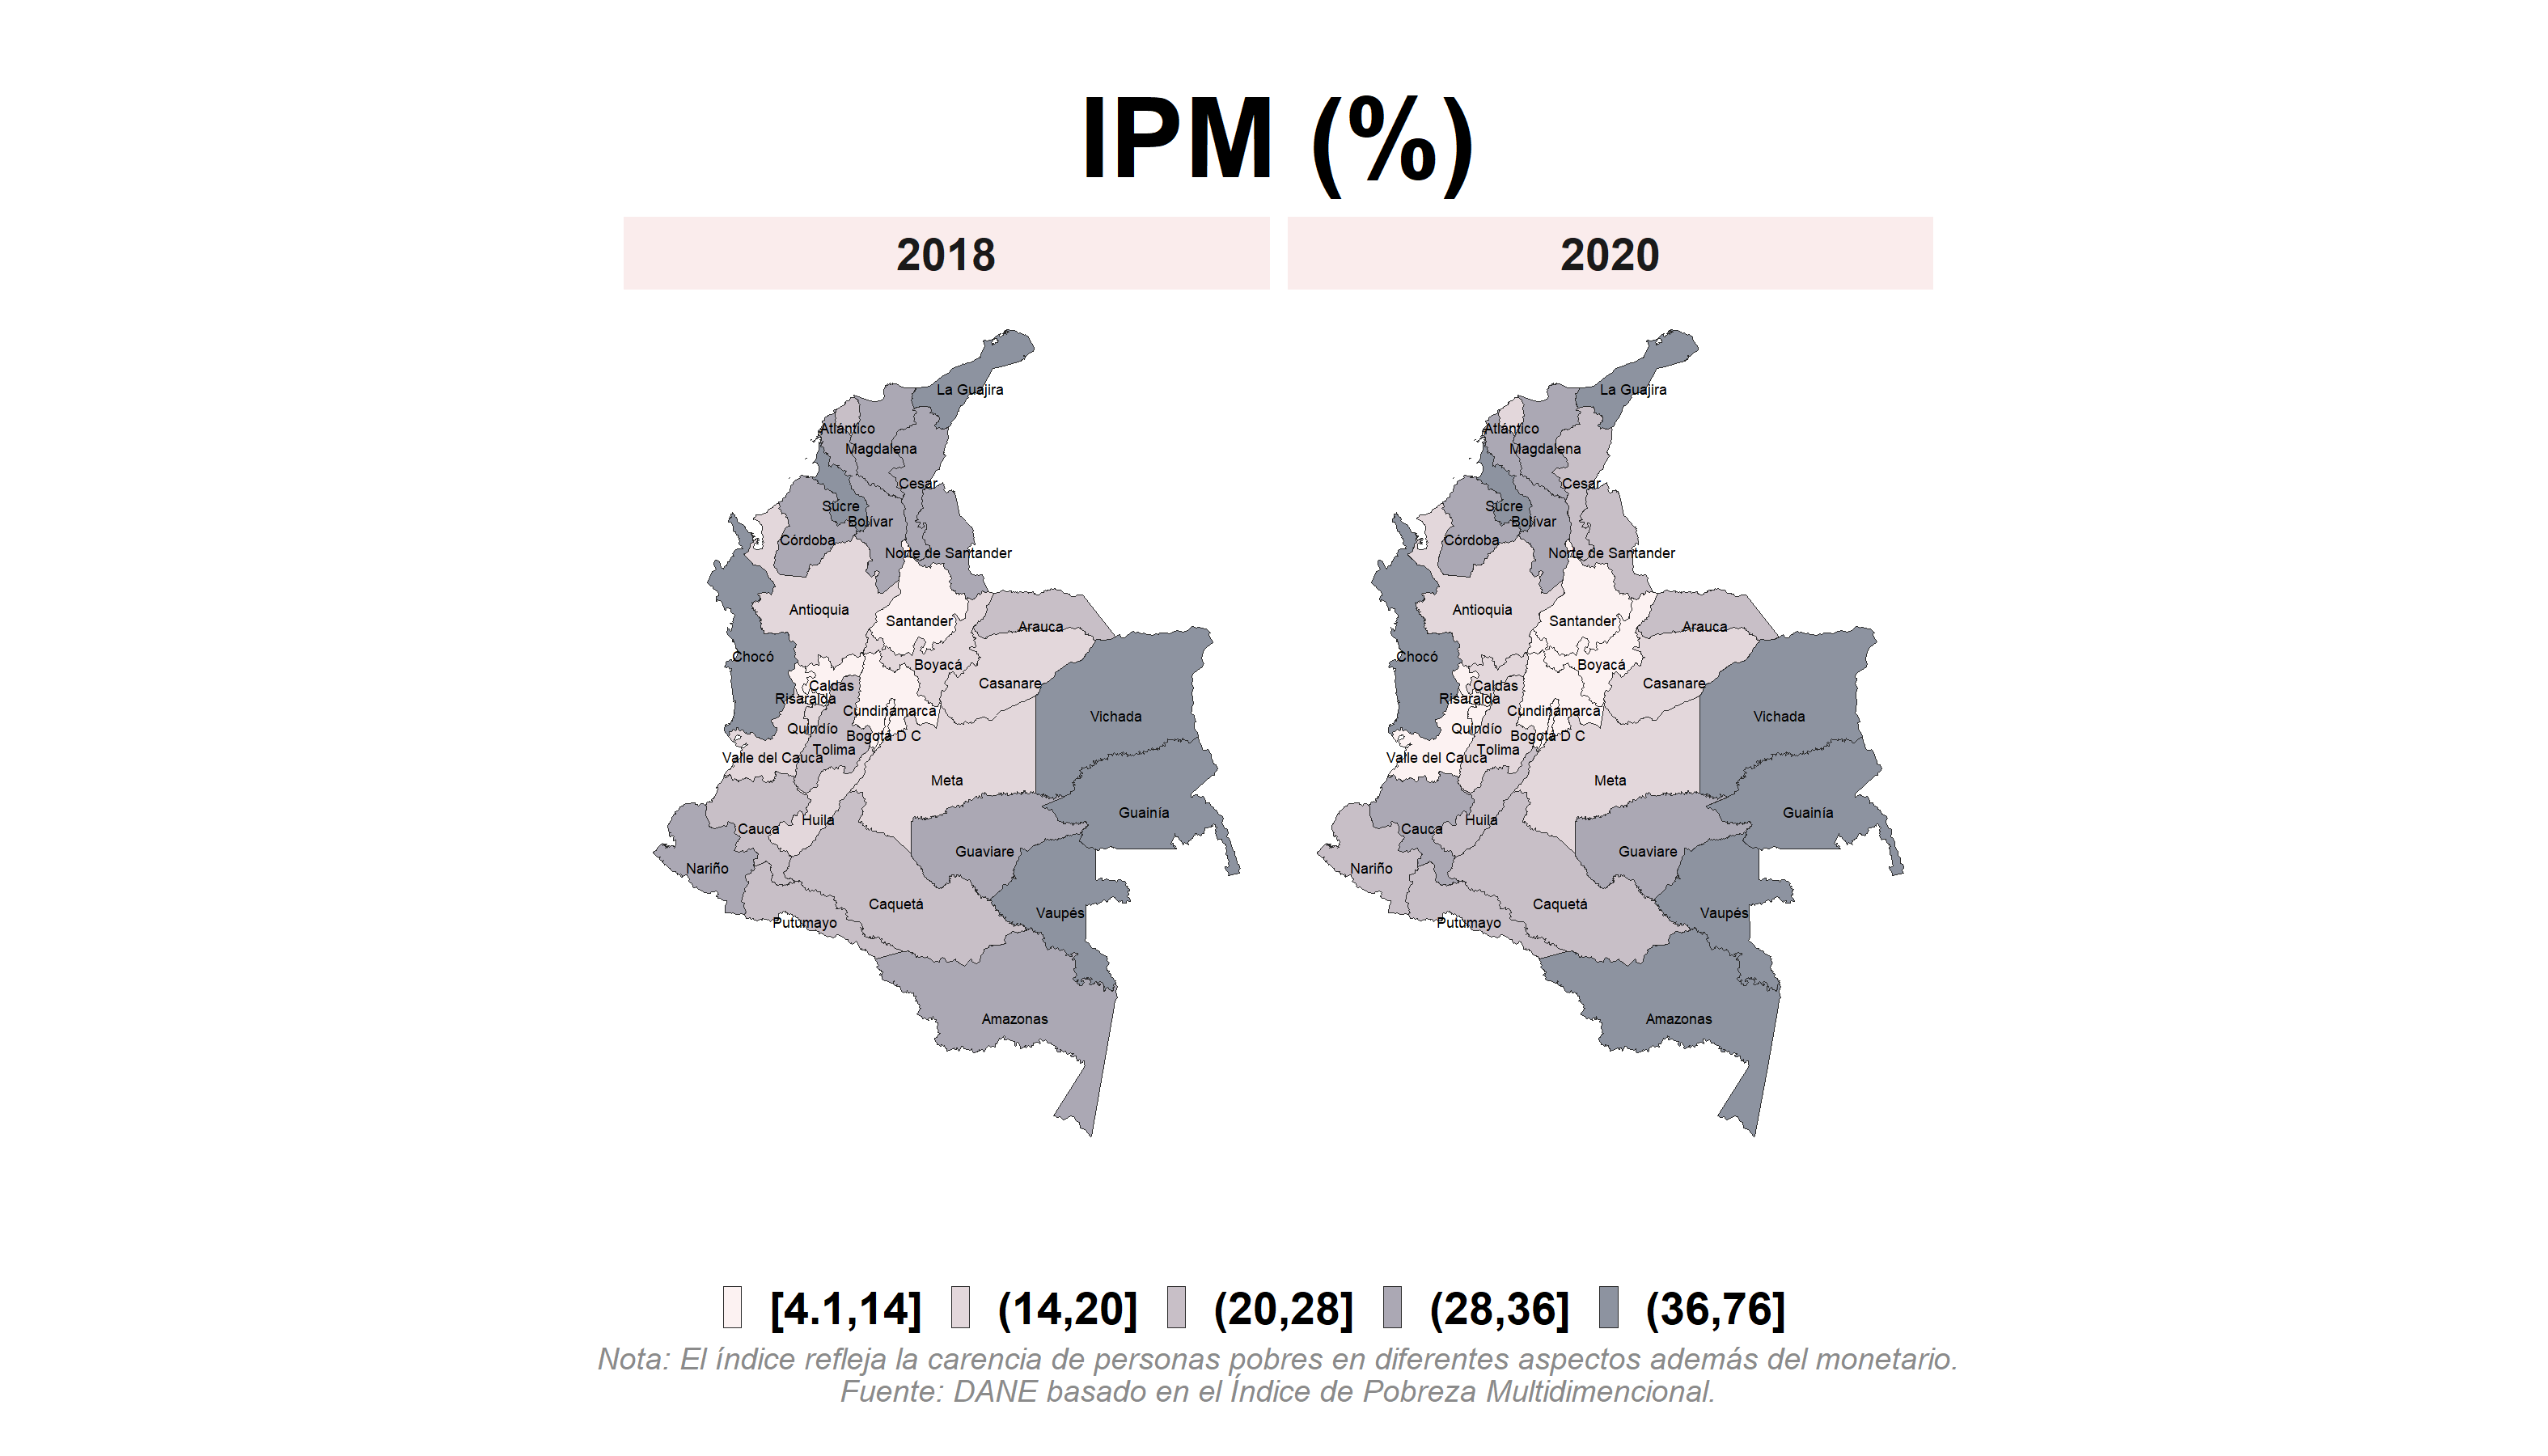 IPM (%)
2018
2020
La Guajira
Atlántico
Magdalena
Cesar
Sucre
Bolívar
Córdoba
Norte de Santander
Antioquia
Santander
Arauca
Chocó
Boyacá
Caldas
Casanare
Risaralda
Cundinamarca
Vichada
Quindío
Bogotá D C
Tolima
Valle del Cauca
Meta
Guainía
Huila
Cauca
Guaviare
Nariño
Caquetá
Vaupés
Putumayo
Amazonas
La Guajira
Atlántico
Magdalena
Cesar
Sucre
Bolívar
Córdoba
Norte de Santander
Antioquia
Santander
Arauca
Chocó
Boyacá
Caldas
Casanare
Risaralda
Cundinamarca
Vichada
Quindío
Bogotá D C
Tolima
Valle del Cauca
Meta
Guainía
Huila
Cauca
Guaviare
Nariño
Caquetá
Vaupés
Putumayo
Amazonas
[4.1,14] (14,20] (20,28] (28,36] (36,76]
Nota: El índice refleja la carencia de personas pobres en diferentes aspectos además del monetario.
Fuente: DANE basado en el Índice de Pobreza Multidimencional.